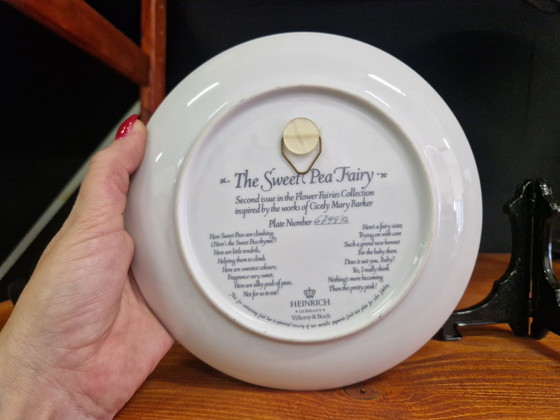 The Sweet Pea Fairy
Second issue in the Flower Fairies Collection
inspired by the works of Cicely Mary Barker
Plate Number
Here Sweet Peas are climbing;
(Here's the Sweet Pea rhyme!)
Here are little tendrils,
Helping them to climb.
Here are sweetest colours,
Fragrance very sweet,
Here are silky pods of peas,
Not for us to eat!
Here's a fairy sister,
Trying on with care
Such a grand new bonnet
For the baby there.
Does it suit you, Baby?
Yes, I really think
Nothing's more becoming
Than this pretty pink!
HEINRICH
GERMANY
Villeroy & Boch